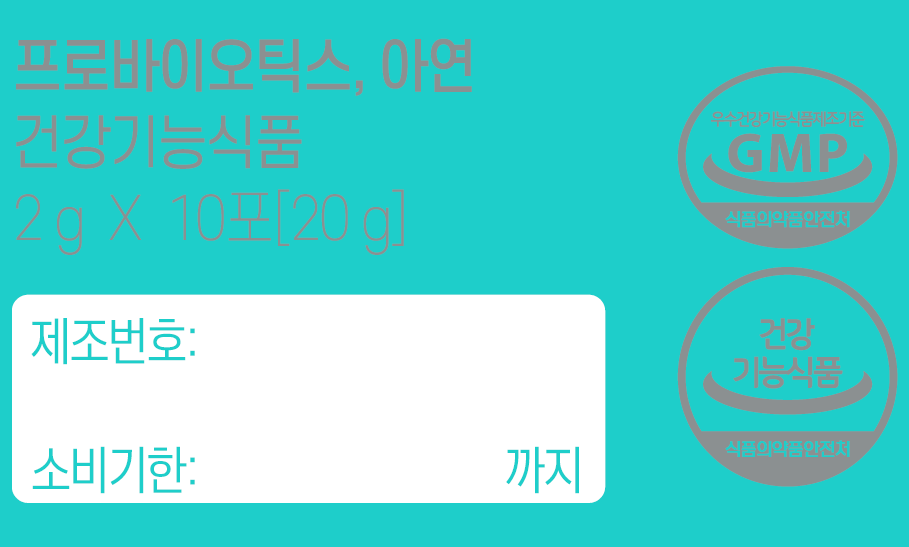 프로바이오틱스, 아연
건강기능식품
2 g X 10포[20 g]
제조번호:
소비기한: 까지
우수건강기능식품제조기준
GMP
식품의약품안전처
건강
기능식품
식품의약품안전처